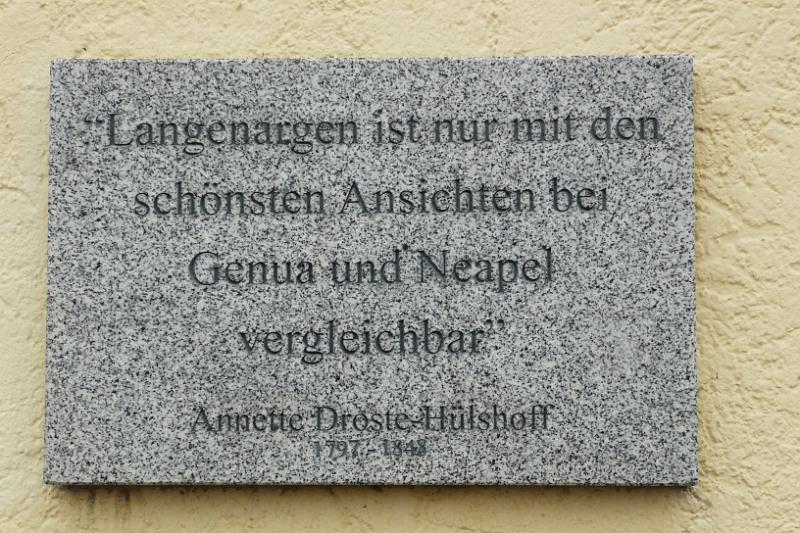 “Langenargen ist nur mit den
schönsten Ansichten bei
Genua und Neapel
vergleichbar”
Annette Droste-Hülshoff
1797 - 1848